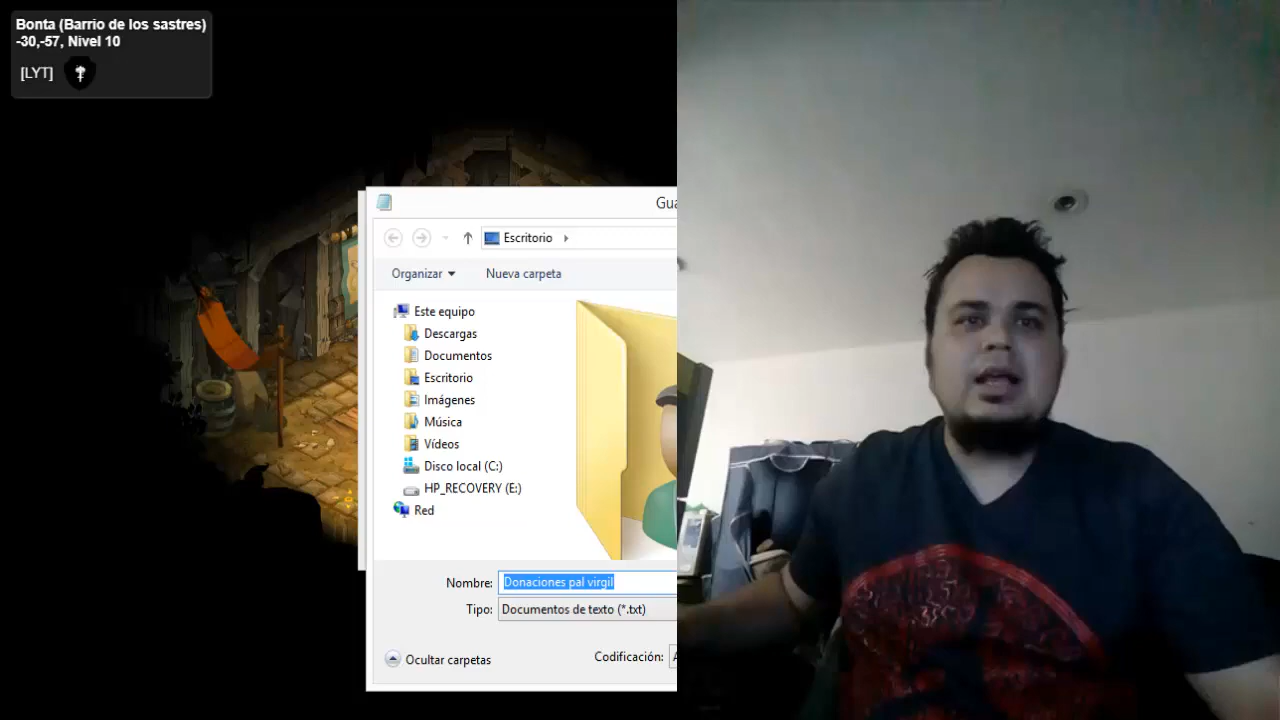 Bonta (Barrio de los sastres)
-30,-57, Nivel 10
[LYT]
Gua
Escritorio
Organizar
Nueva carpeta
Este equipo
Descargas
Documentos
Escritorio
Imágenes
Música
Vídeos
Disco local (C:)
HP_RECOVERY (E:)
Red
Nombre: Donaciones pal virgil
Tipo: Documentos de texto (*.txt)
Ocultar carpetas
Codificación: A